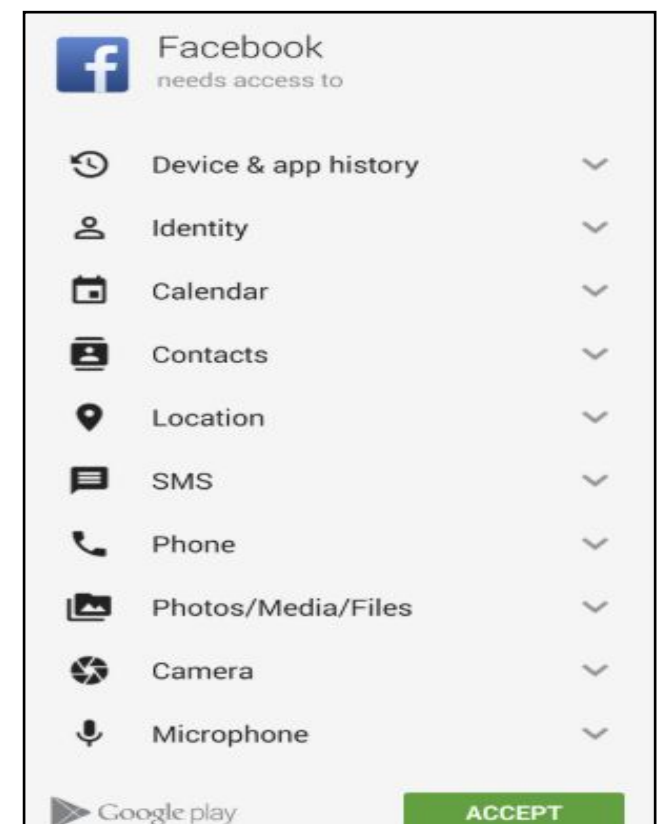 Facebook
needs access to
Device & app history
Identity
Calendar
Contacts
Location
SMS
Phone
Photos/Media/Files
Camera
Microphone
Google play
ACCEPT